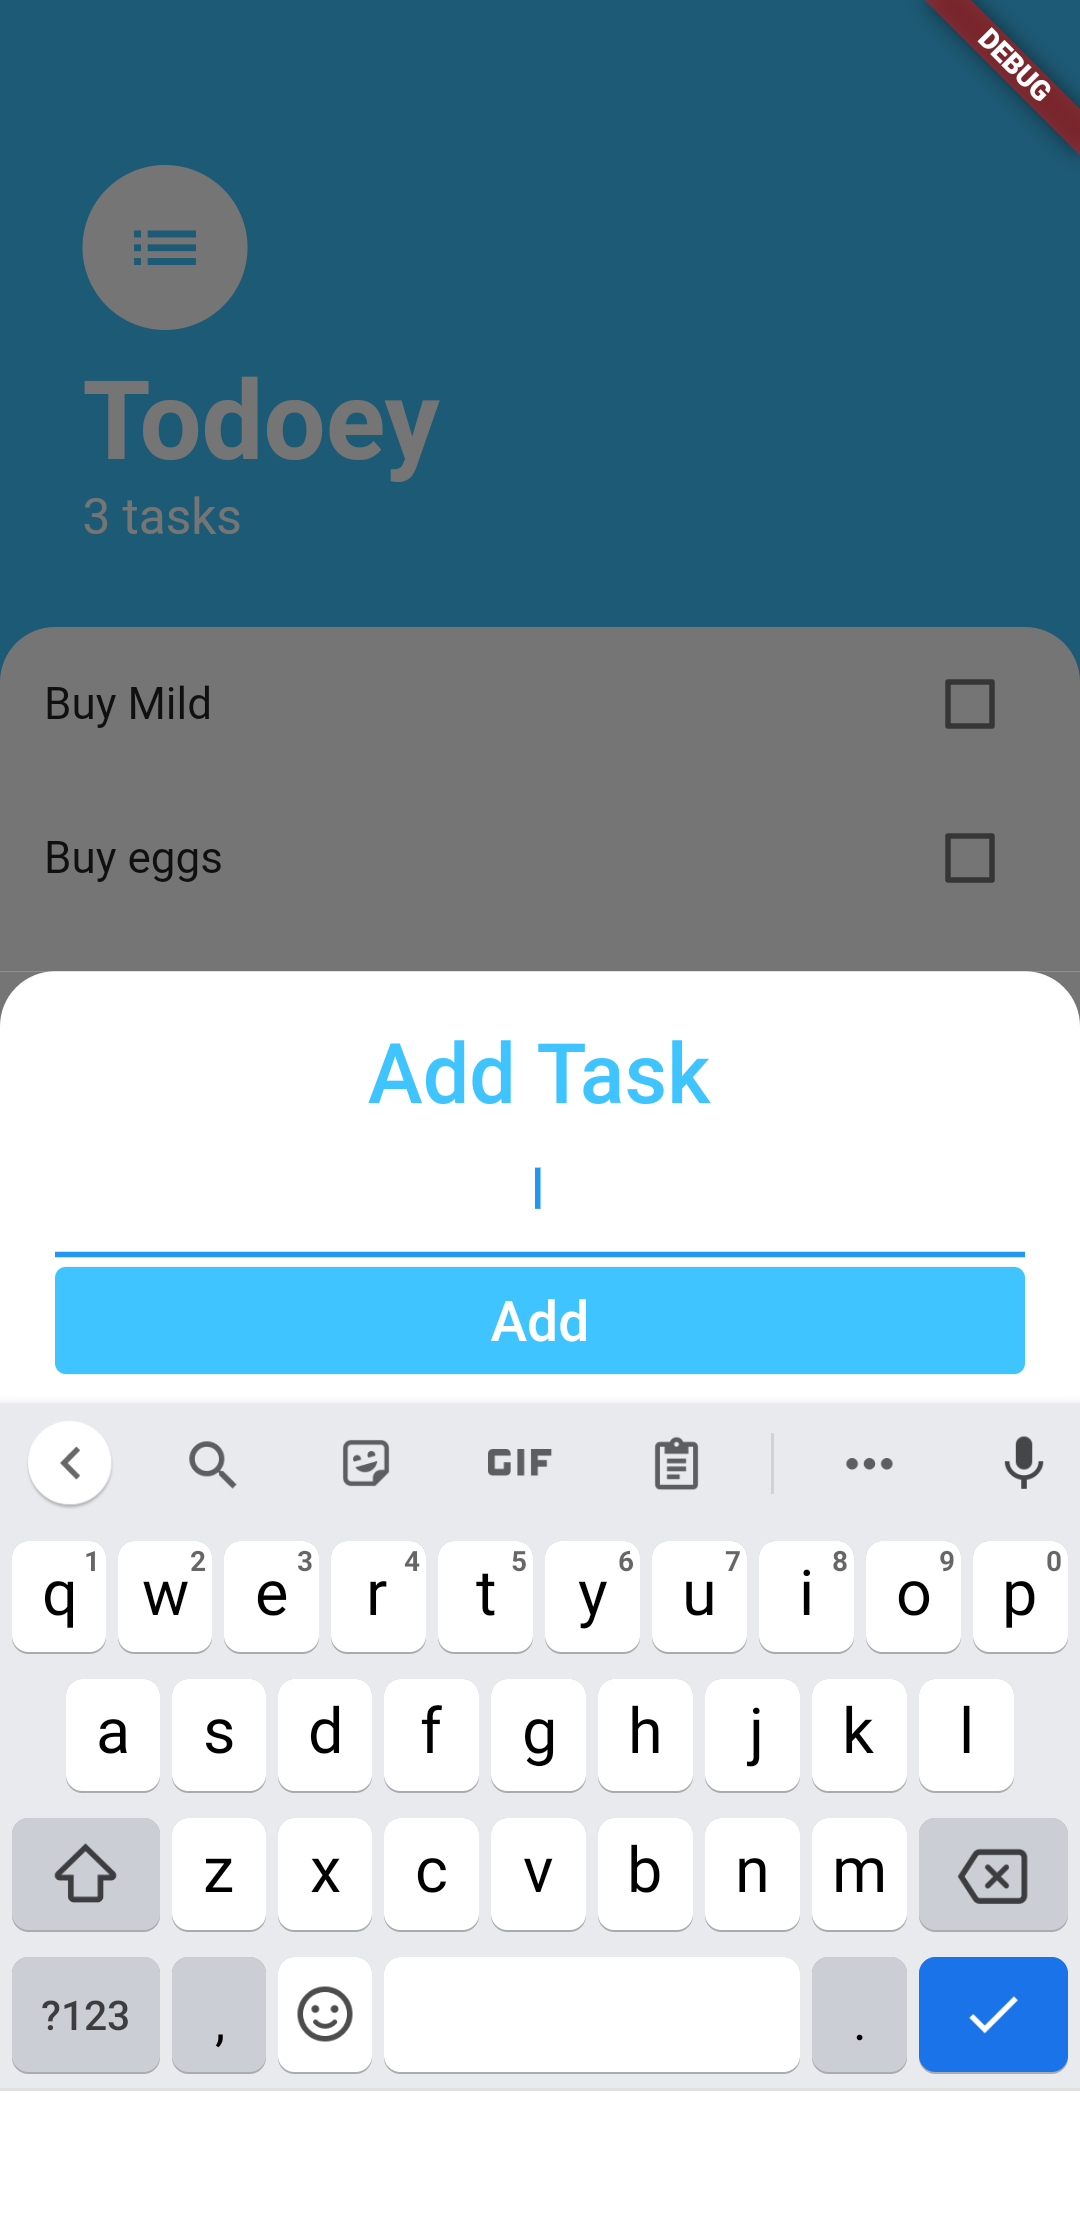 DEBUG
Todoey
3 tasks
Buy Mild
Buy eggs
Add Task
Add
GIF
q 1 w 2 e 3 r 4 t 5 y 6 u 7 i 8 o 9 p 0
a s d f g h j k l
z x c v b n m
?123 , .